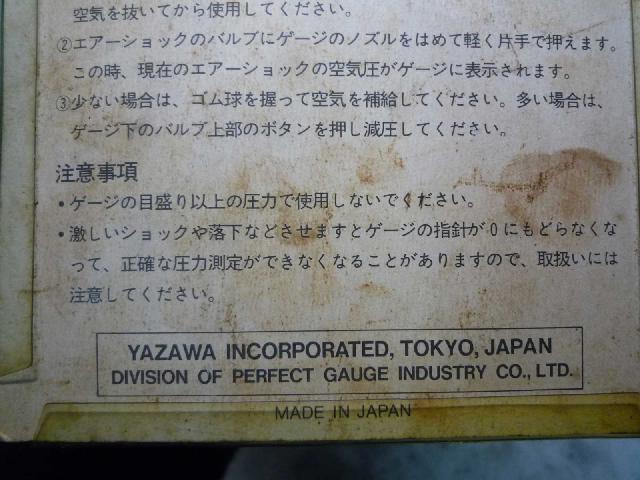 空気を抜いてから使用してください。
②エアーショックのバルブにゲージのノズルをはめて軽く片手で押えます。
この時、現在のエアーショックの空気圧がゲージに表示されます。
③少ない場合は、ゴム球を握って空気を補給してください。多い場合は、
ゲージ下のバルブ上部のボタンを押し減圧してください。
注意事項
・ゲージの目盛り以上の圧力で使用しないでください。
・激しいショックや落下などさせますとゲージの指針が0にもどらなくな
って、正確な圧力測定ができなくなることがありますので、取扱いには
注意してください。
YAZAWA INCORPORATED, TOKYO, JAPAN
DIVISION OF PERFECT GAUGE INDUSTRY CO., LTD.
MADE IN JAPAN